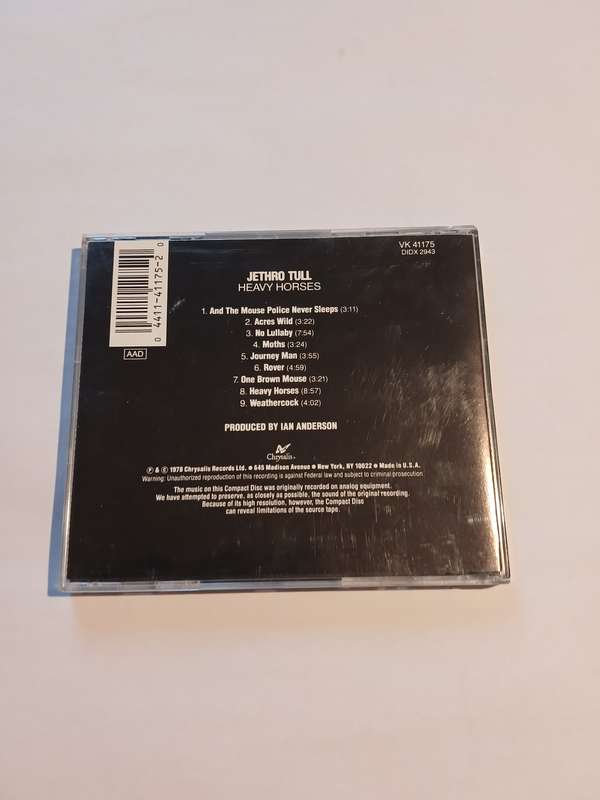 0 4411-41175-2 0
AAD
VK 41175
DIDX 2943
JETHRO TULL
HEAVY HORSES
1. And The Mouse Police Never Sleeps (3:11)
2. Acres Wild (3:22)
3. No Lullaby (7:54)
4. Moths (3:24)
5. Journey Man (3:55)
6. Rover (4:59)
7. One Brown Mouse (3:21)
8. Heavy Horses (8:57)
9. Weathercock (4:02)
PRODUCED BY IAN ANDERSON
Chrysalis
℗ & © 1978 Chrysalis Records Ltd. ● 645 Madison Avenue ● New York, NY 10022 ● Made in U.S.A.
Warning: Unauthorized reproduction of this recording is against Federal law and subject to criminal prosecution.
The music on this Compact Disc was originally recorded on analog equipment.
We have attempted to preserve, as closely as possible, the sound of the original recording.
Because of its high resolution, however, the Compact Disc
can reveal limitations of the source tape.